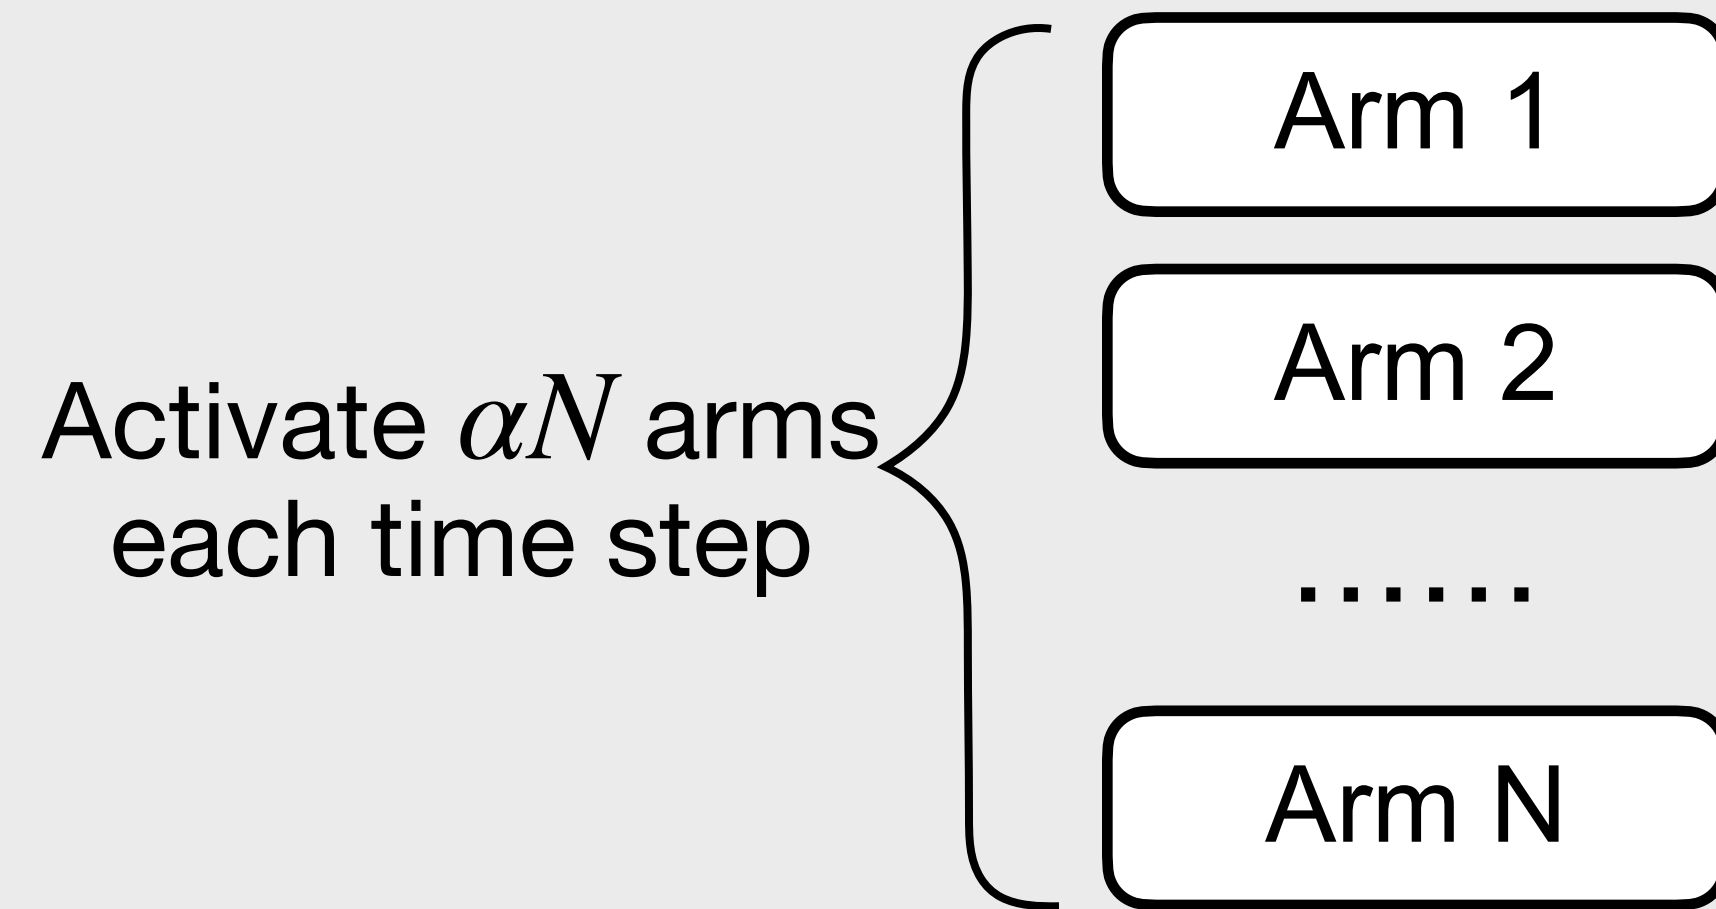 Activate αN arms
each time step
Arm 1
Arm 2
......
Arm N